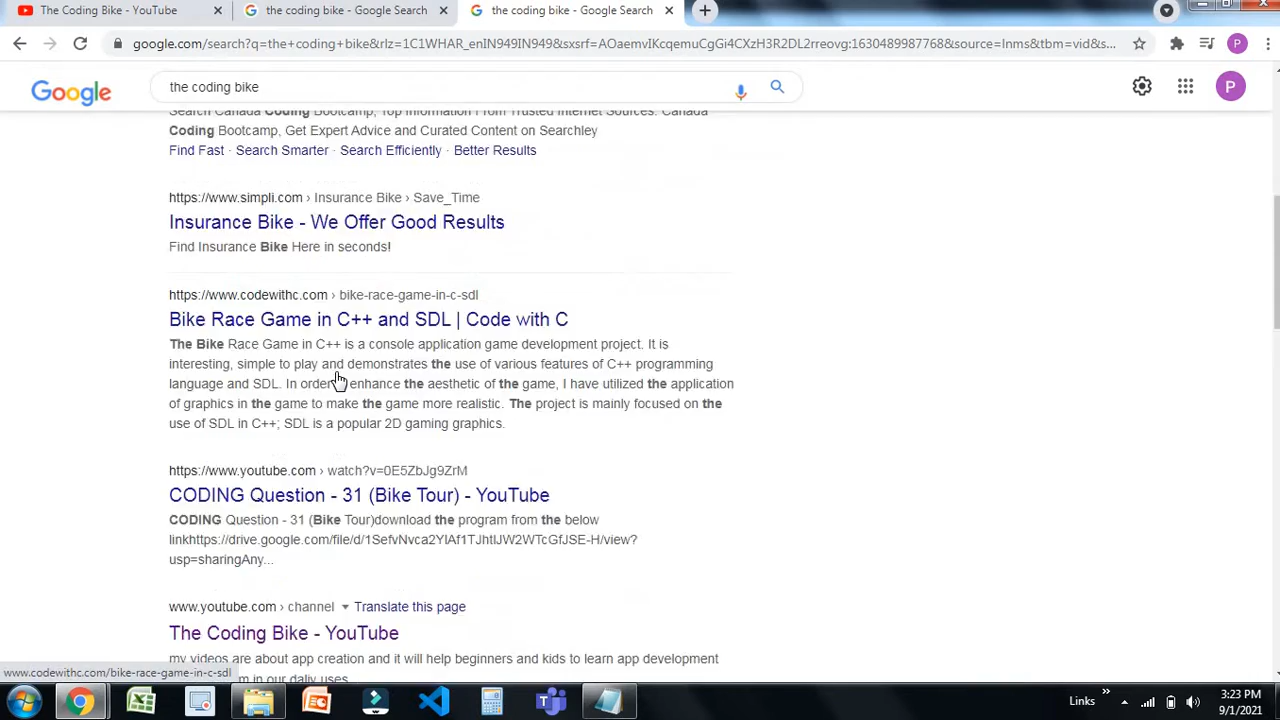 The Coding Bike - YouTube
the coding bike - Google Search
the coding bike - Google Search
google.com/search?q=the+coding+bike&rlz=1C1WHAR_enIN949IN949&sxsrf=AOaemvIKcqemuCgGi4CXzH3R2DL2rreovg:1630489987768&source=lnms&tbm=vid&s...
P
Google
the coding bike
P
Search Canada Coding Bootcamp, Top Information From Trusted Internet Sources. Canada
Coding Bootcamp, Get Expert Advice and Curated Content on Searchley
Find Fast · Search Smarter · Search Efficiently · Better Results
https://www.simpli.com › Insurance Bike › Save_Time
Insurance Bike - We Offer Good Results
Find Insurance Bike Here in seconds!
https://www.codewithc.com › bike-race-game-in-c-sdl
Bike Race Game in C++ and SDL | Code with C
The Bike Race Game in C++ is a console application game development project. It is
interesting, simple to play and demonstrates the use of various features of C++ programming
language and SDL. In order enhance the aesthetic of the game, I have utilized the application
of graphics in the game to make the game more realistic. The project is mainly focused on the
use of SDL in C++; SDL is a popular 2D gaming graphics.
https://www.youtube.com › watch?v=0E5ZbJg9ZrM
CODING Question - 31 (Bike Tour) - YouTube
CODING Question - 31 (Bike Tour)download the program from the below
linkhttps://drive.google.com/file/d/1SefvNvca2YlAf1TJhtlJW2WTcGfJSE-H/view?
usp=sharingAny...
www.youtube.com › channel Translate this page
The Coding Bike - YouTube
my videos are about app creation and it will help beginners and kids to learn app development
in our daliy uses
www.codewithc.com/bike-race-game-in-c-sdl
Links
3:23 PM
9/1/2021